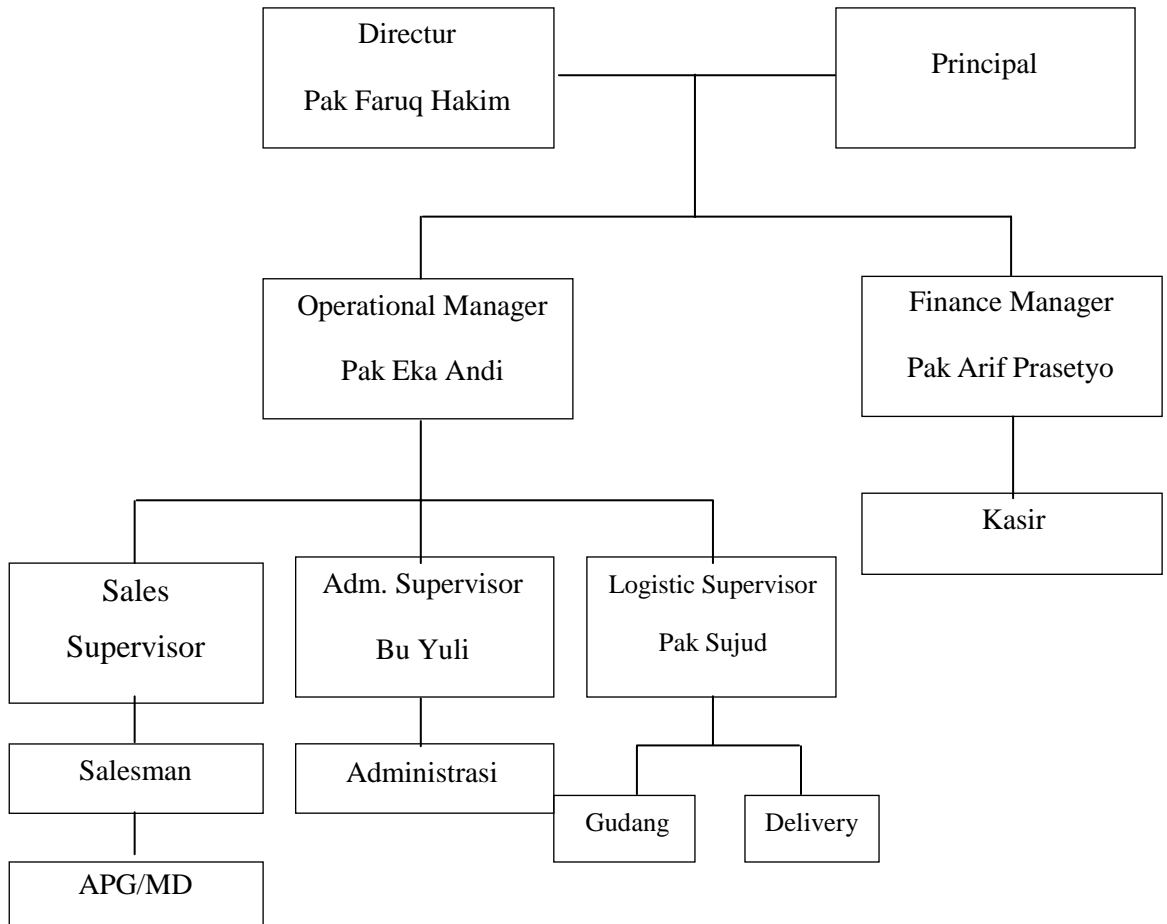 Directur
Pak Faruq Hakim
Principal
Operational Manager
Pak Eka Andi
Finance Manager
Pak Arif Prasetyo
Kasir
Sales
Supervisor
Adm. Supervisor
Bu Yuli
Logistic Supervisor
Pak Sujud
Salesman
Administrasi
Gudang
Delivery
APG/MD